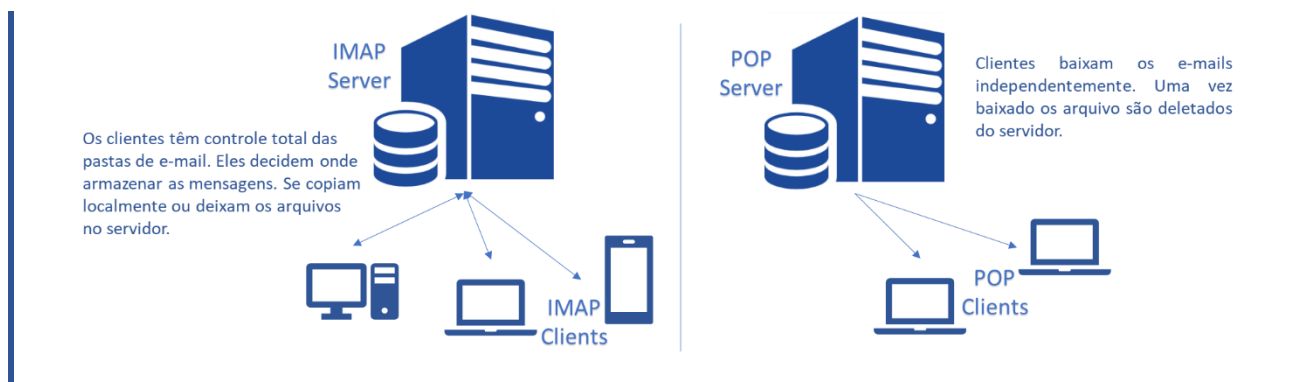 IMAP
Server
Os clientes têm controle total das
pastas de e-mail. Eles decidem onde
armazenar as mensagens. Se copiam
localmente ou deixam os arquivos
no servidor.
IMAP
Clients
POP
Server
Clientes baixam os e-mails
independentemente. Uma vez
baixado os arquivo são deletados
do servidor.
POP
Clients